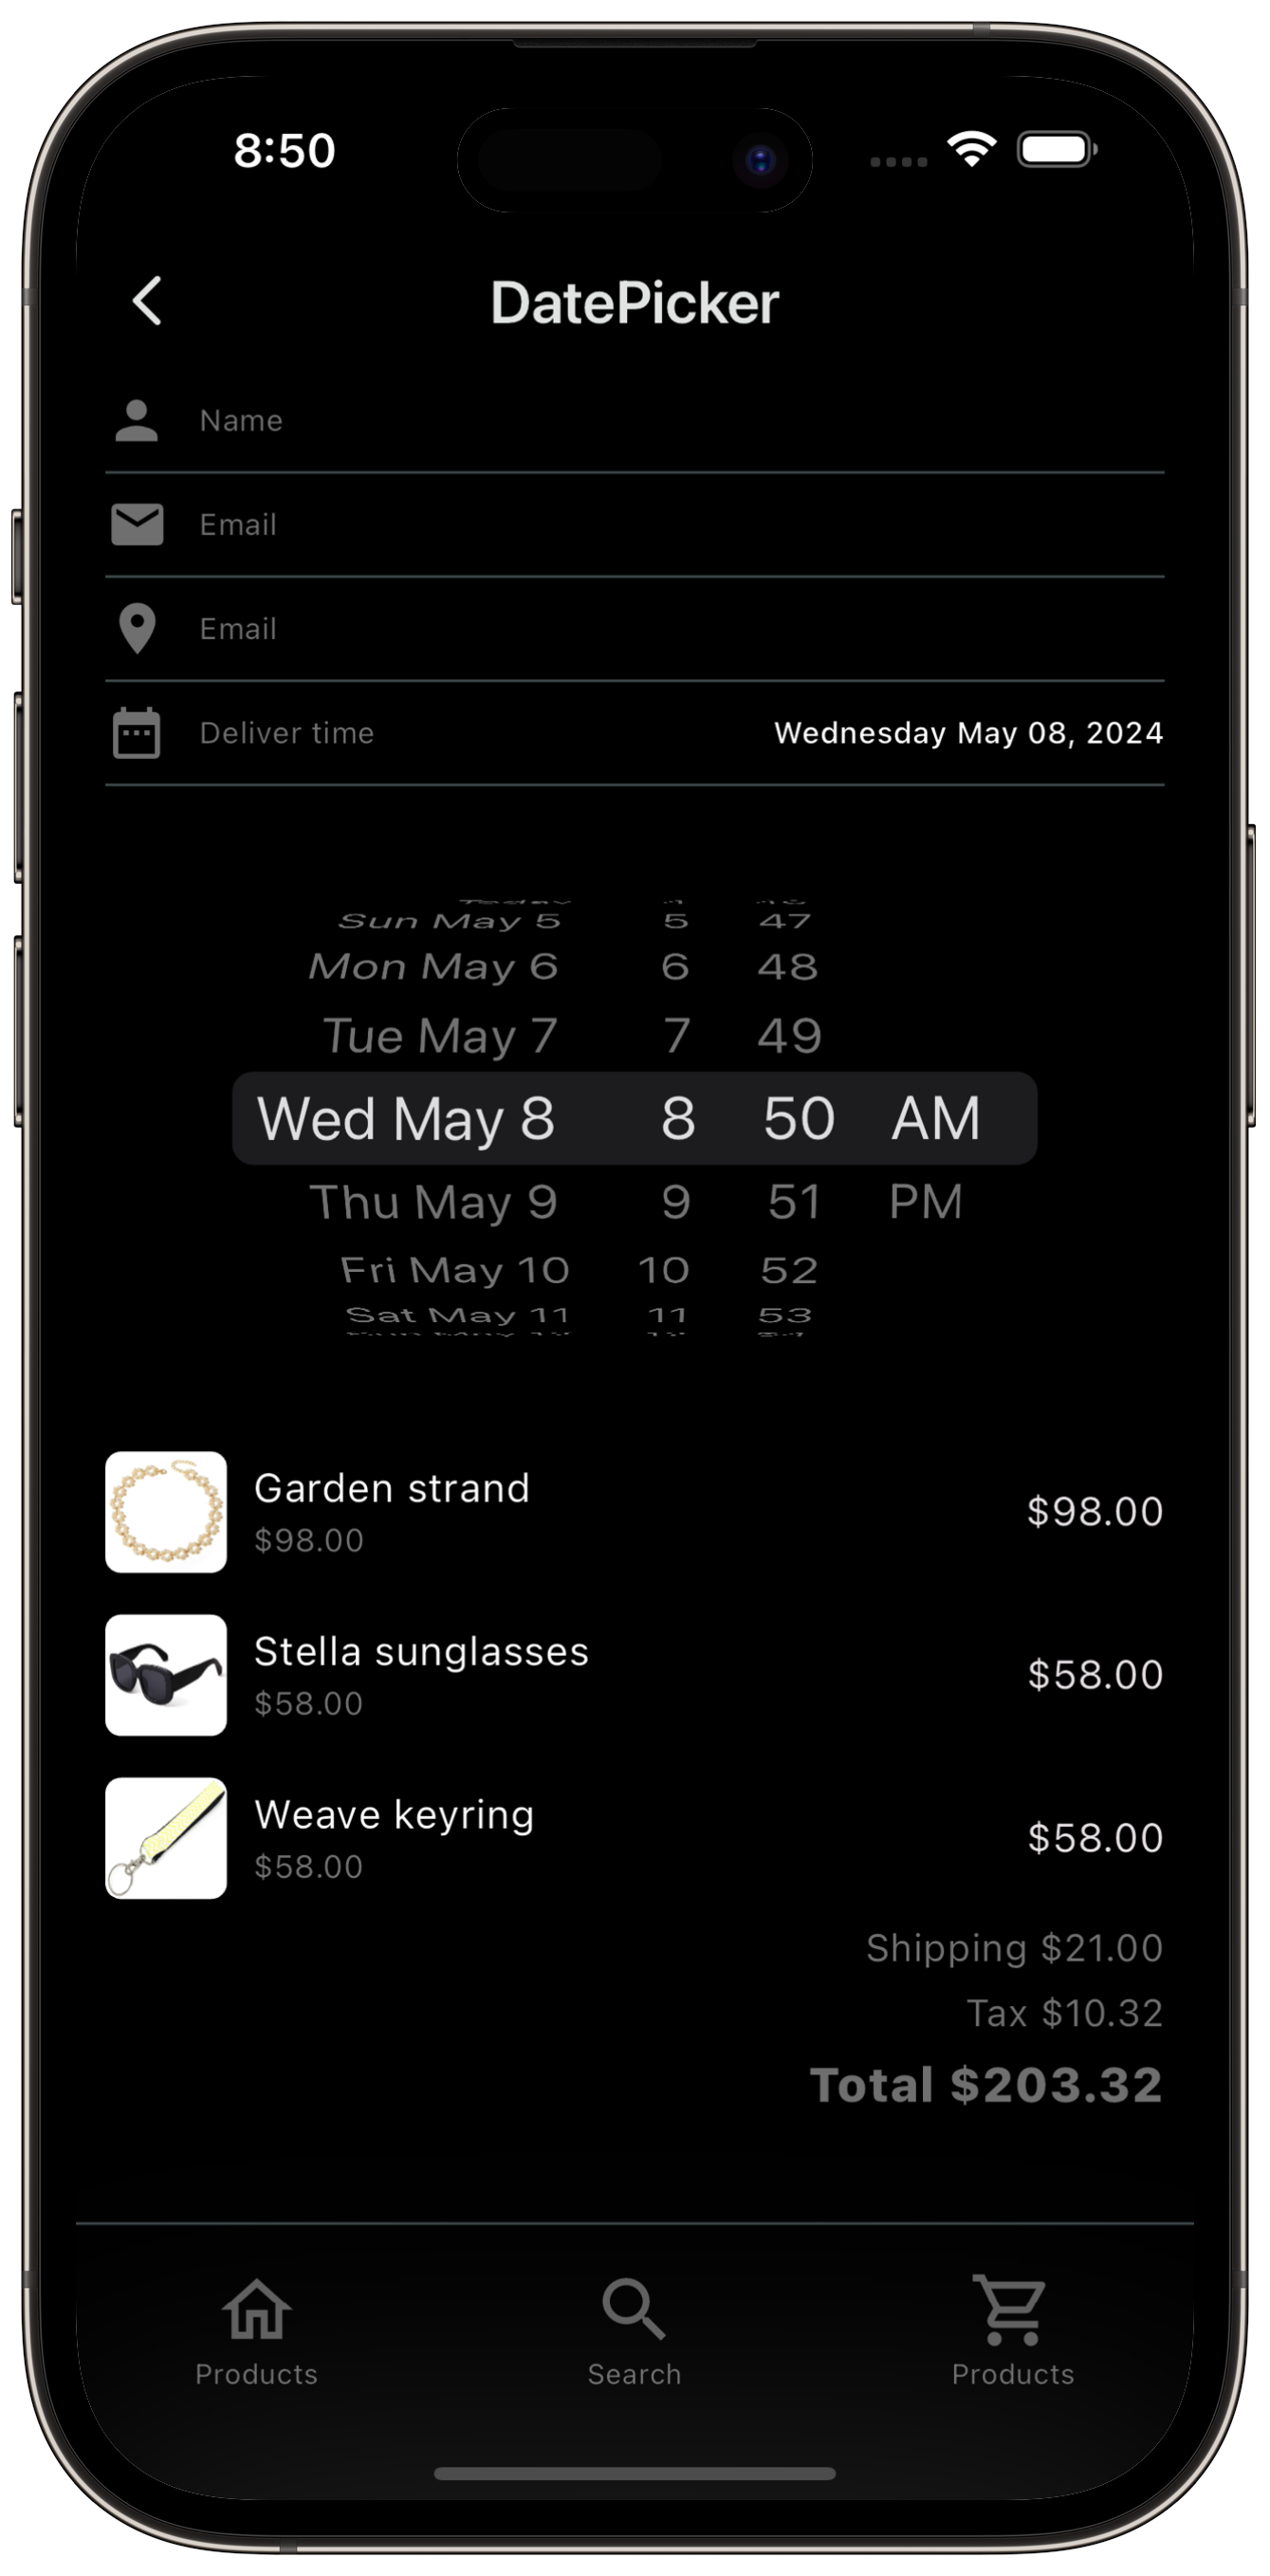 8:50
DatePicker
Name
Email
Email
Deliver time Wednesday May 08, 2024
Sun May 5 5 47
Mon May 6 6 48
Tue May 7 7 49
Wed May 8 8 50 AM
Thu May 9 9 51 PM
Fri May 10 10 52
Sat May 11 11 53
Garden strand
$98.00
$98.00
Stella sunglasses
$58.00
$58.00
Weave keyring
$58.00
$58.00
Shipping $21.00
Tax $10.32
Total $203.32
Products Search Products